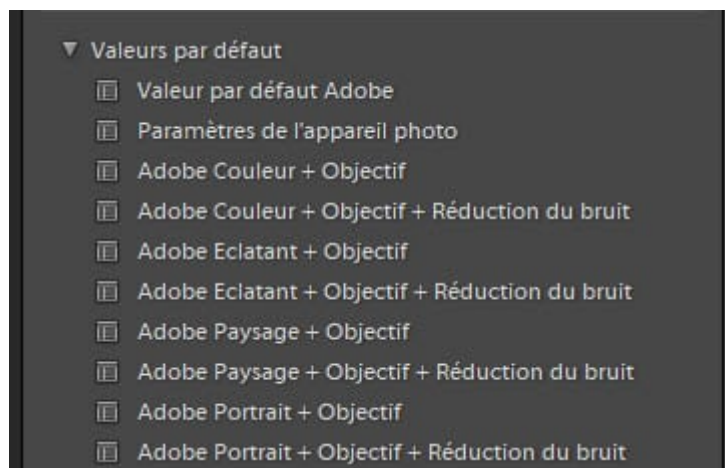 Valeurs par défaut
Valeur par défaut Adobe
Paramètres de l'appareil photo
Adobe Couleur + Objectif
Adobe Couleur + Objectif + Réduction du bruit
Adobe Eclatant + Objectif
Adobe Eclatant + Objectif + Réduction du bruit
Adobe Paysage + Objectif
Adobe Paysage + Objectif + Réduction du bruit
Adobe Portrait + Objectif
Adobe Portrait + Objectif + Réduction du bruit